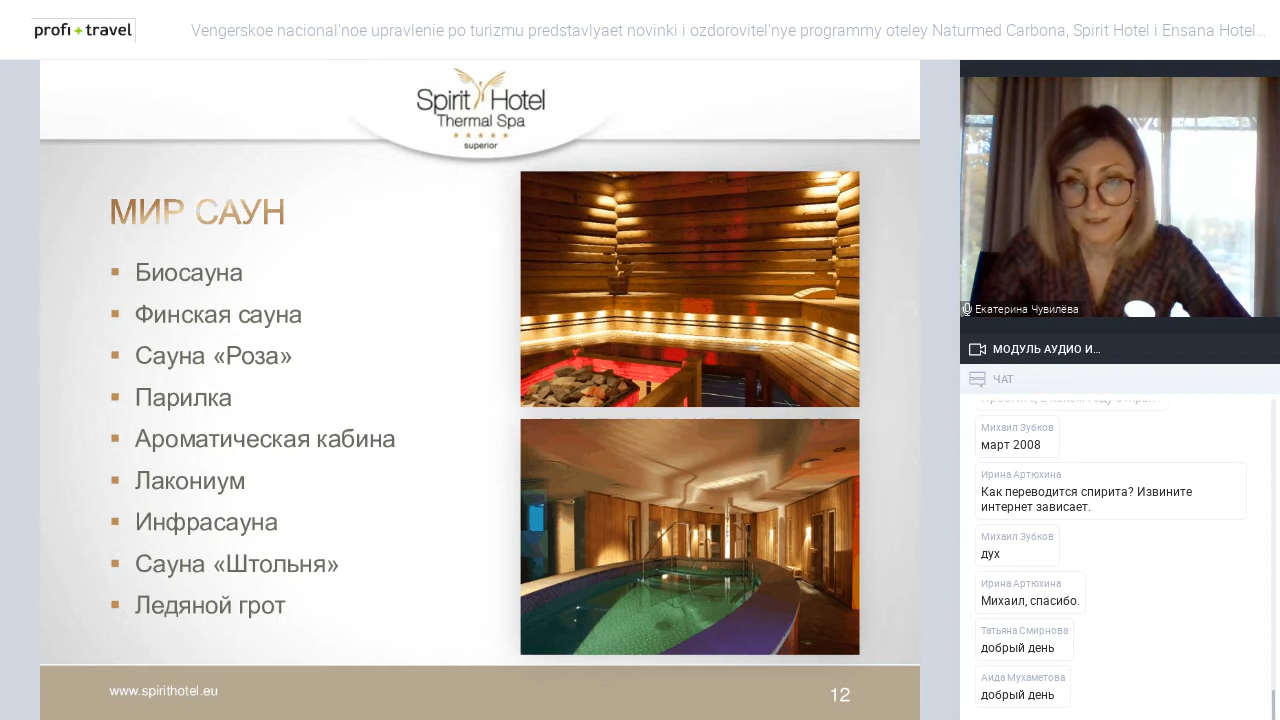 profi + travel
Vengerskoe nacional'noe upravlenie po turizmu predstavlyaet novinki i ozdorovitel'nye programmy oteley Naturmed Carbona, Spirit Hotel i Ensana Hotel...
Spirit Hotel
Thermal Spa
superior
МИР САУН
Биосауна
Финская сауна
Сауна «Роза»
Парилка
Ароматическая кабина
Лакониум
Инфрасауна
Сауна «Штольня»
Ледяной грот
www.spirithotel.eu
12
Екатерина Чувилёва
МОДУЛЬ АУДИО И...
ЧАТ
Михаил Зубков
март 2008
Ирина Артюхина
Как переводится спирита? Извините
интернет зависает.
Михаил Зубков
дух
Ирина Артюхина
Михаил, спасибо.
Татьяна Смирнова
добрый день
Аида Мухаметова
добрый день